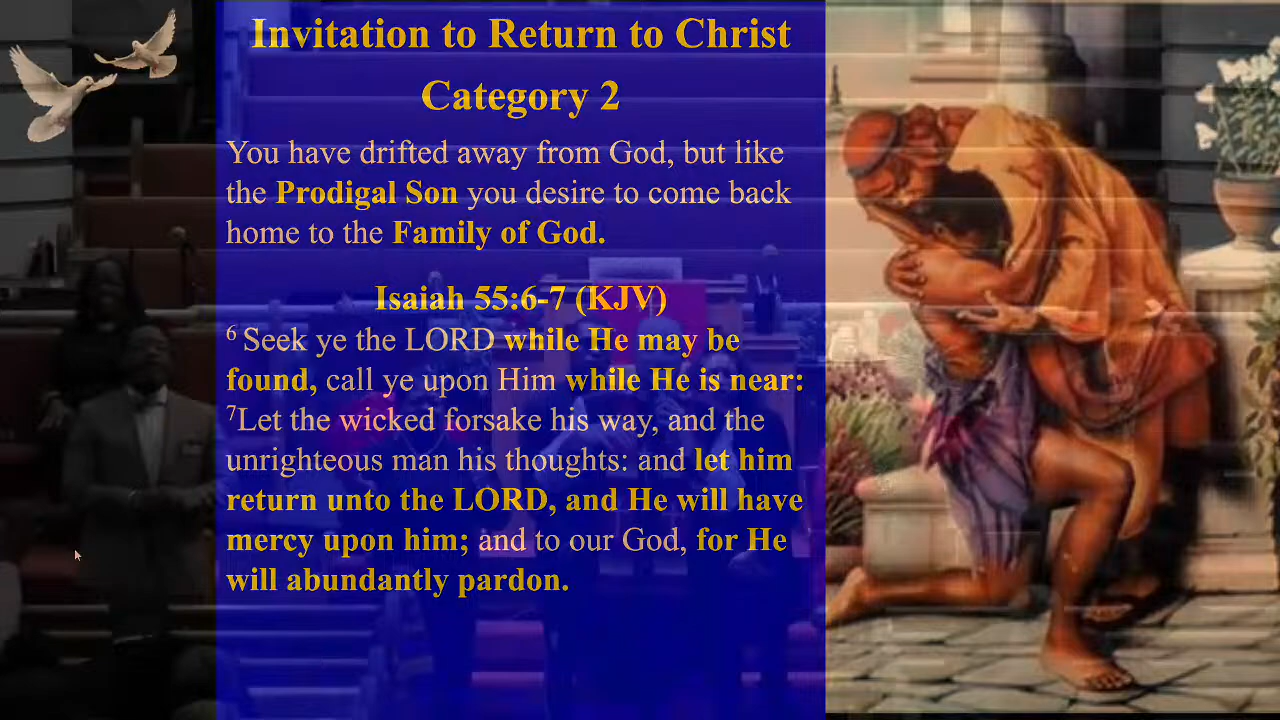 Invitation to Return to Christ
Category 2
You have drifted away from God, but like
the Prodigal Son you desire to come back
home to the Family of God.
Isaiah 55:6-7 (KJV)
6 Seek ye the LORD while He may be
found, call ye upon Him while He is near:
7Let the wicked forsake his way, and the
unrighteous man his thoughts: and let him
return unto the LORD, and He will have
mercy upon him; and to our God, for He
will abundantly pardon.